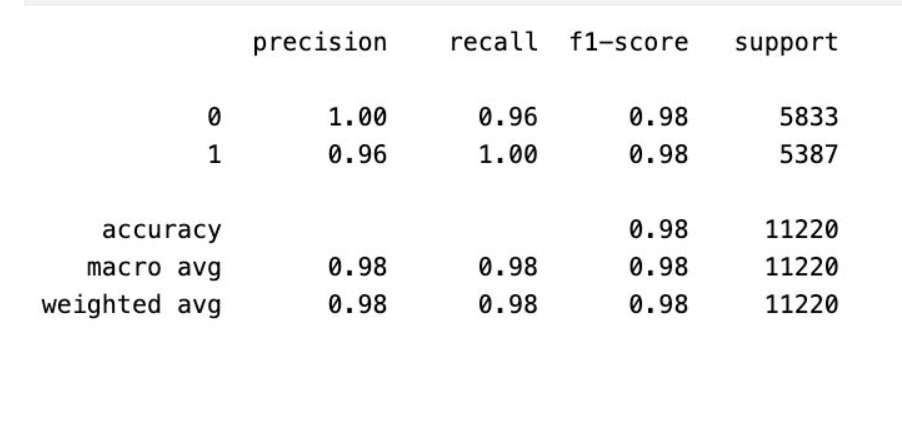 precision recall f1-score support
0 1.00 0.96 0.98 5833
1 0.96 1.00 0.98 5387
accuracy 0.98 11220
macro avg 0.98 0.98 0.98 11220
weighted avg 0.98 0.98 0.98 11220